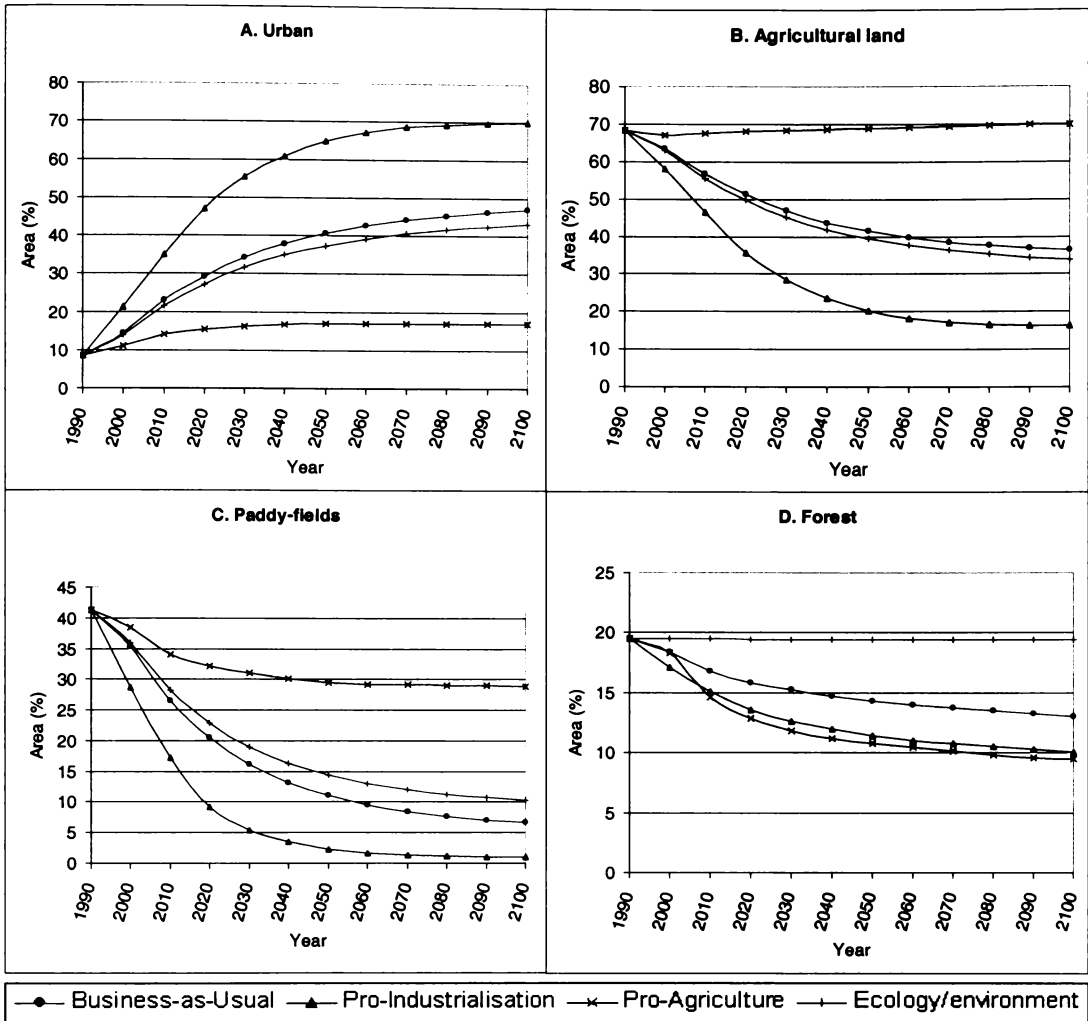 A. Urban
80
70
60
50
40
30
20
10
0
Area (%)
1990 2000 2010 2020 2030 2040 2050 2060 2070 2080 2090 2100
Year
B. Agricultural land
80
70
60
50
40
30
20
10
0
Area (%)
1990 2000 2010 2020 2030 2040 2050 2060 2070 2080 2090 2100
Year
C. Paddy-fields
45
40
35
30
25
20
15
10
5
0
Area (%)
1990 2000 2010 2020 2030 2040 2050 2060 2070 2080 2090 2100
Year
D. Forest
25
20
15
10
5
0
Area (%)
1990 2000 2010 2020 2030 2040 2050 2060 2070 2080 2090 2100
Year
Business-as-Usual Pro-Industrialisation Pro-Agriculture Ecology/environment